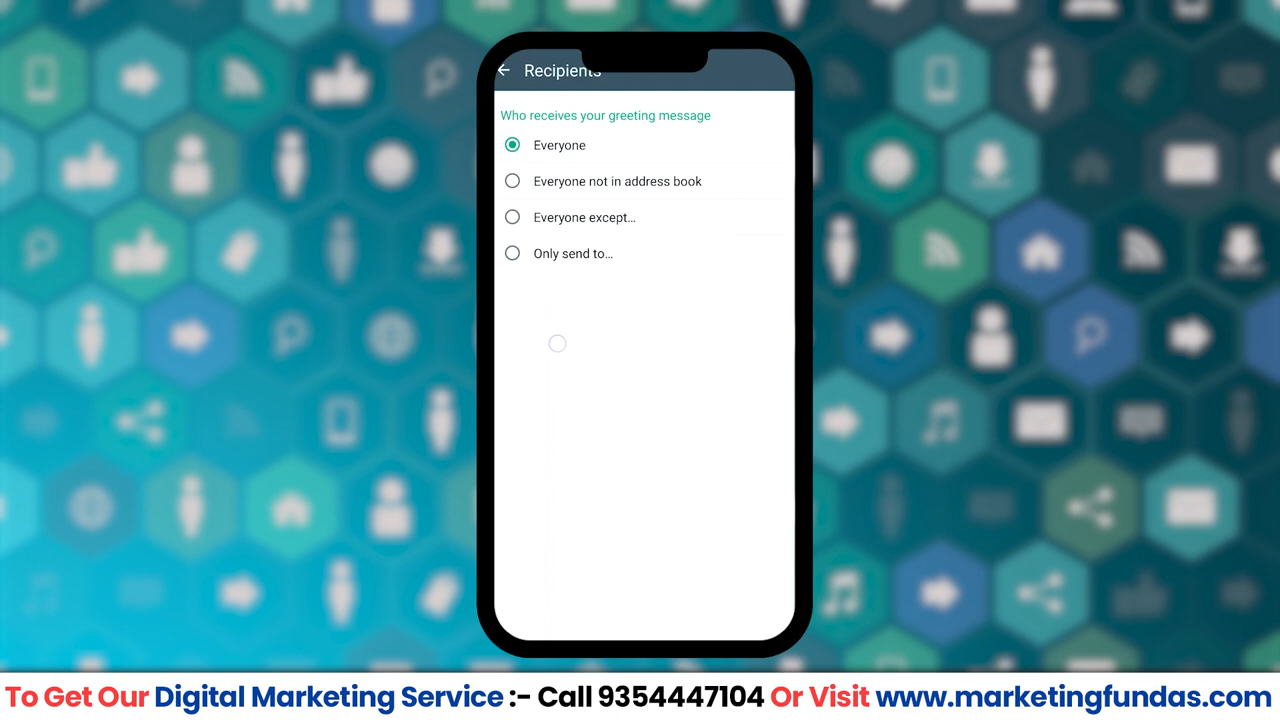 Recipients
Who receives your greeting message
Everyone
Everyone not in address book
Everyone except...
Only send to...
To Get Our Digital Marketing Service :- Call 9354447104 Or Visit www.marketingfundas.com